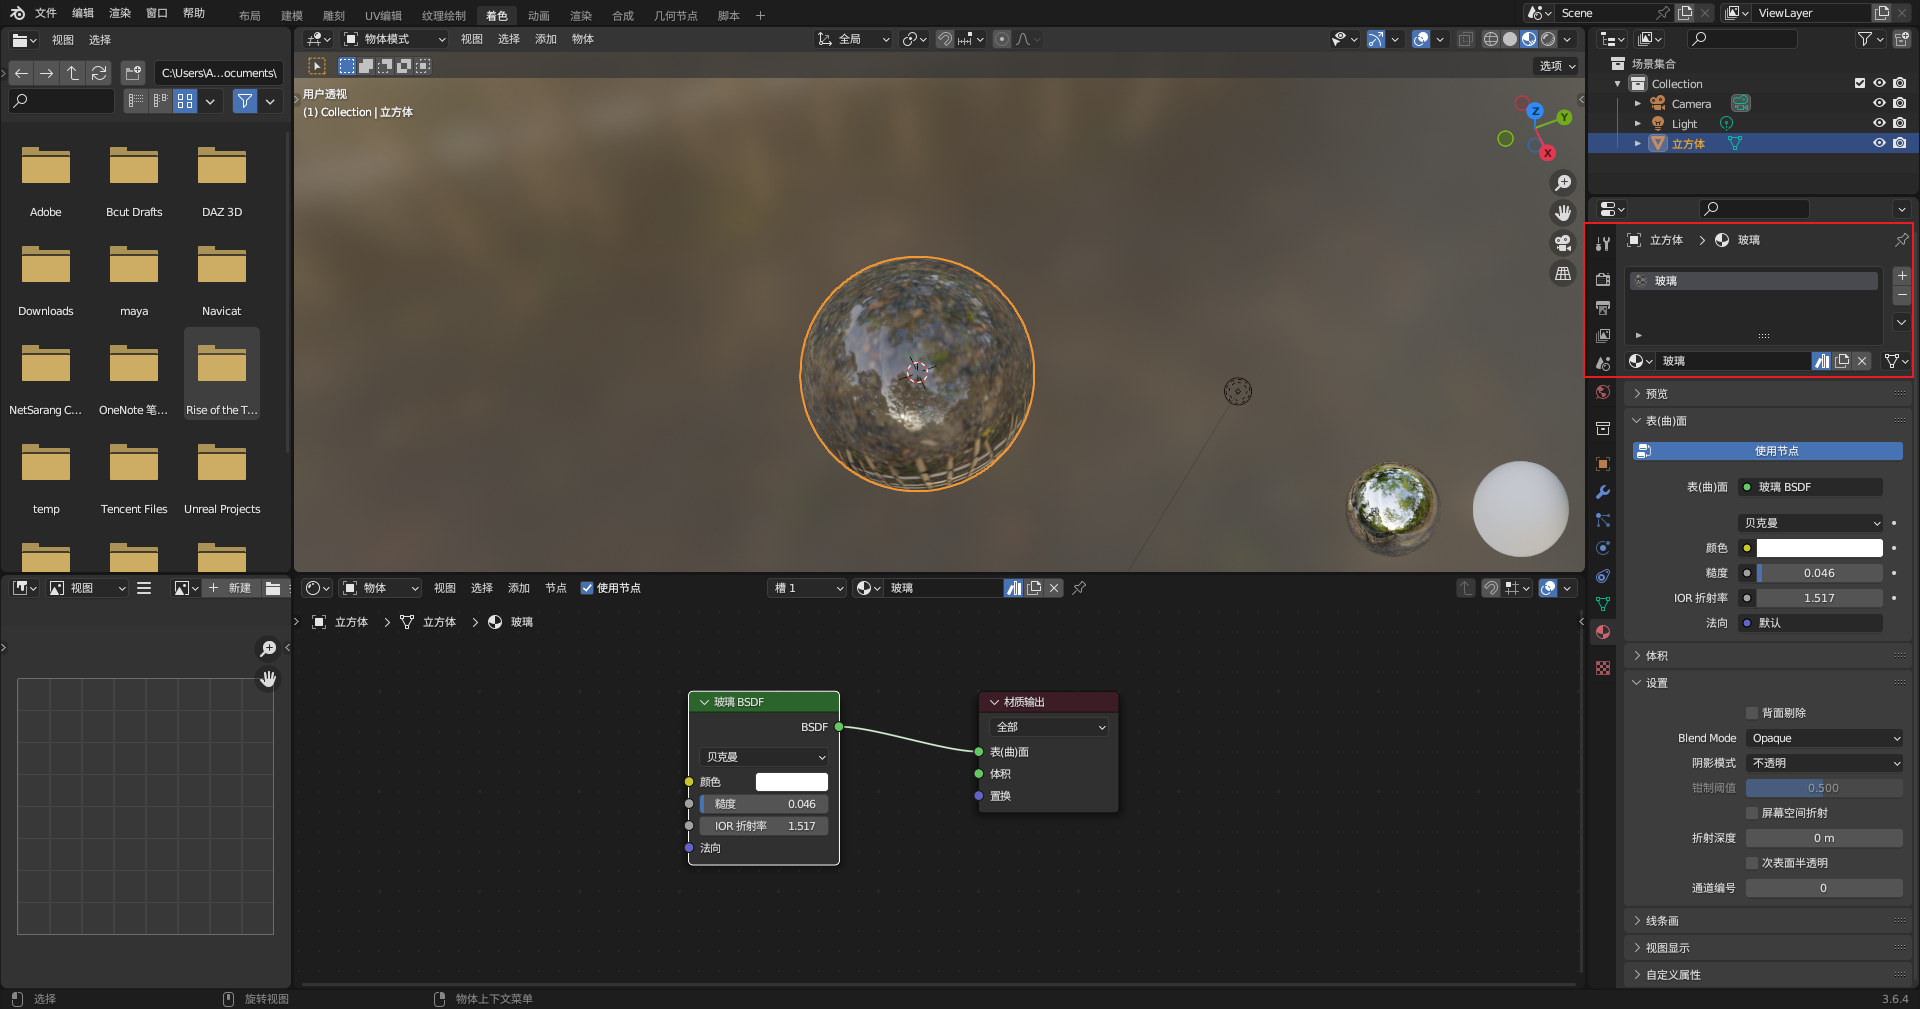 文件 编辑 渲染 窗口 帮助 布局 建模 雕刻 UV编辑 纹理绘制 着色 动画 渲染 合成 几何节点 脚本 Scene ViewLayer
视图 选择
C:\Users\A...ocuments\
Adobe Bcut Drafts DAZ 3D
Downloads maya Navicat
NetSarang C... OneNote 笔... Rise of the T...
temp Tencent Files Unreal Projects
视图 新建
物体模式 视图 选择 添加 物体 全局
选项
用户透视
(1) Collection | 立方体
Z
Y
X
物体 视图 选择 添加 节点 使用节点 槽 1 玻璃
立方体 立方体 玻璃
玻璃 BSDF
BSDF
贝克曼
颜色
糙度 0.046
IOR 折射率 1.517
法向
材质输出
全部
表(曲)面
体积
置换
场景集合
Collection
Camera
Light
立方体
立方体 玻璃
玻璃
玻璃
预览
表(曲)面
使用节点
表(曲)面 玻璃 BSDF
贝克曼
颜色
糙度 0.046
IOR 折射率 1.517
法向 默认
体积
设置
背面剔除
Blend Mode Opaque
阴影模式 不透明
钳制阈值 0.500
屏幕空间折射
折射深度 0 m
次表面半透明
通道编号 0
线条画
视图显示
自定义属性
选择 旋转视图 物体上下文菜单 3.6.4